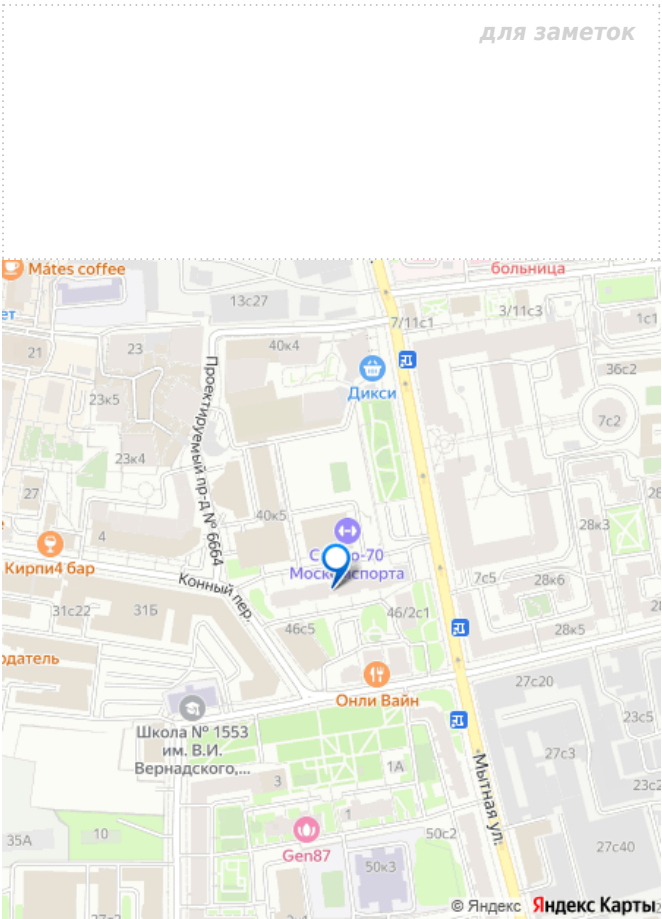 для заметок
Mates coffee
больница
13с27
3/11с3
7/11с1
1с1
40к4
23
21
36с2
Дикси
23к5
7с2
Проектируемый пр-д № 6664
23к4
27
40к5
28к3
4
Кирпи4 бар
7с5
28к6
Конный пер.
31с22
31Б
46/2с1
46с5
28к5
Онли Вайн
27с20
Школа № 1553
им. В.И.
Вернадского,...
23с5
27с3
1А
3
Мытная ул.
23с2
1
35А
10
50с2
Gen87
27с40
50к3
© Яндекс Яндекс Карты